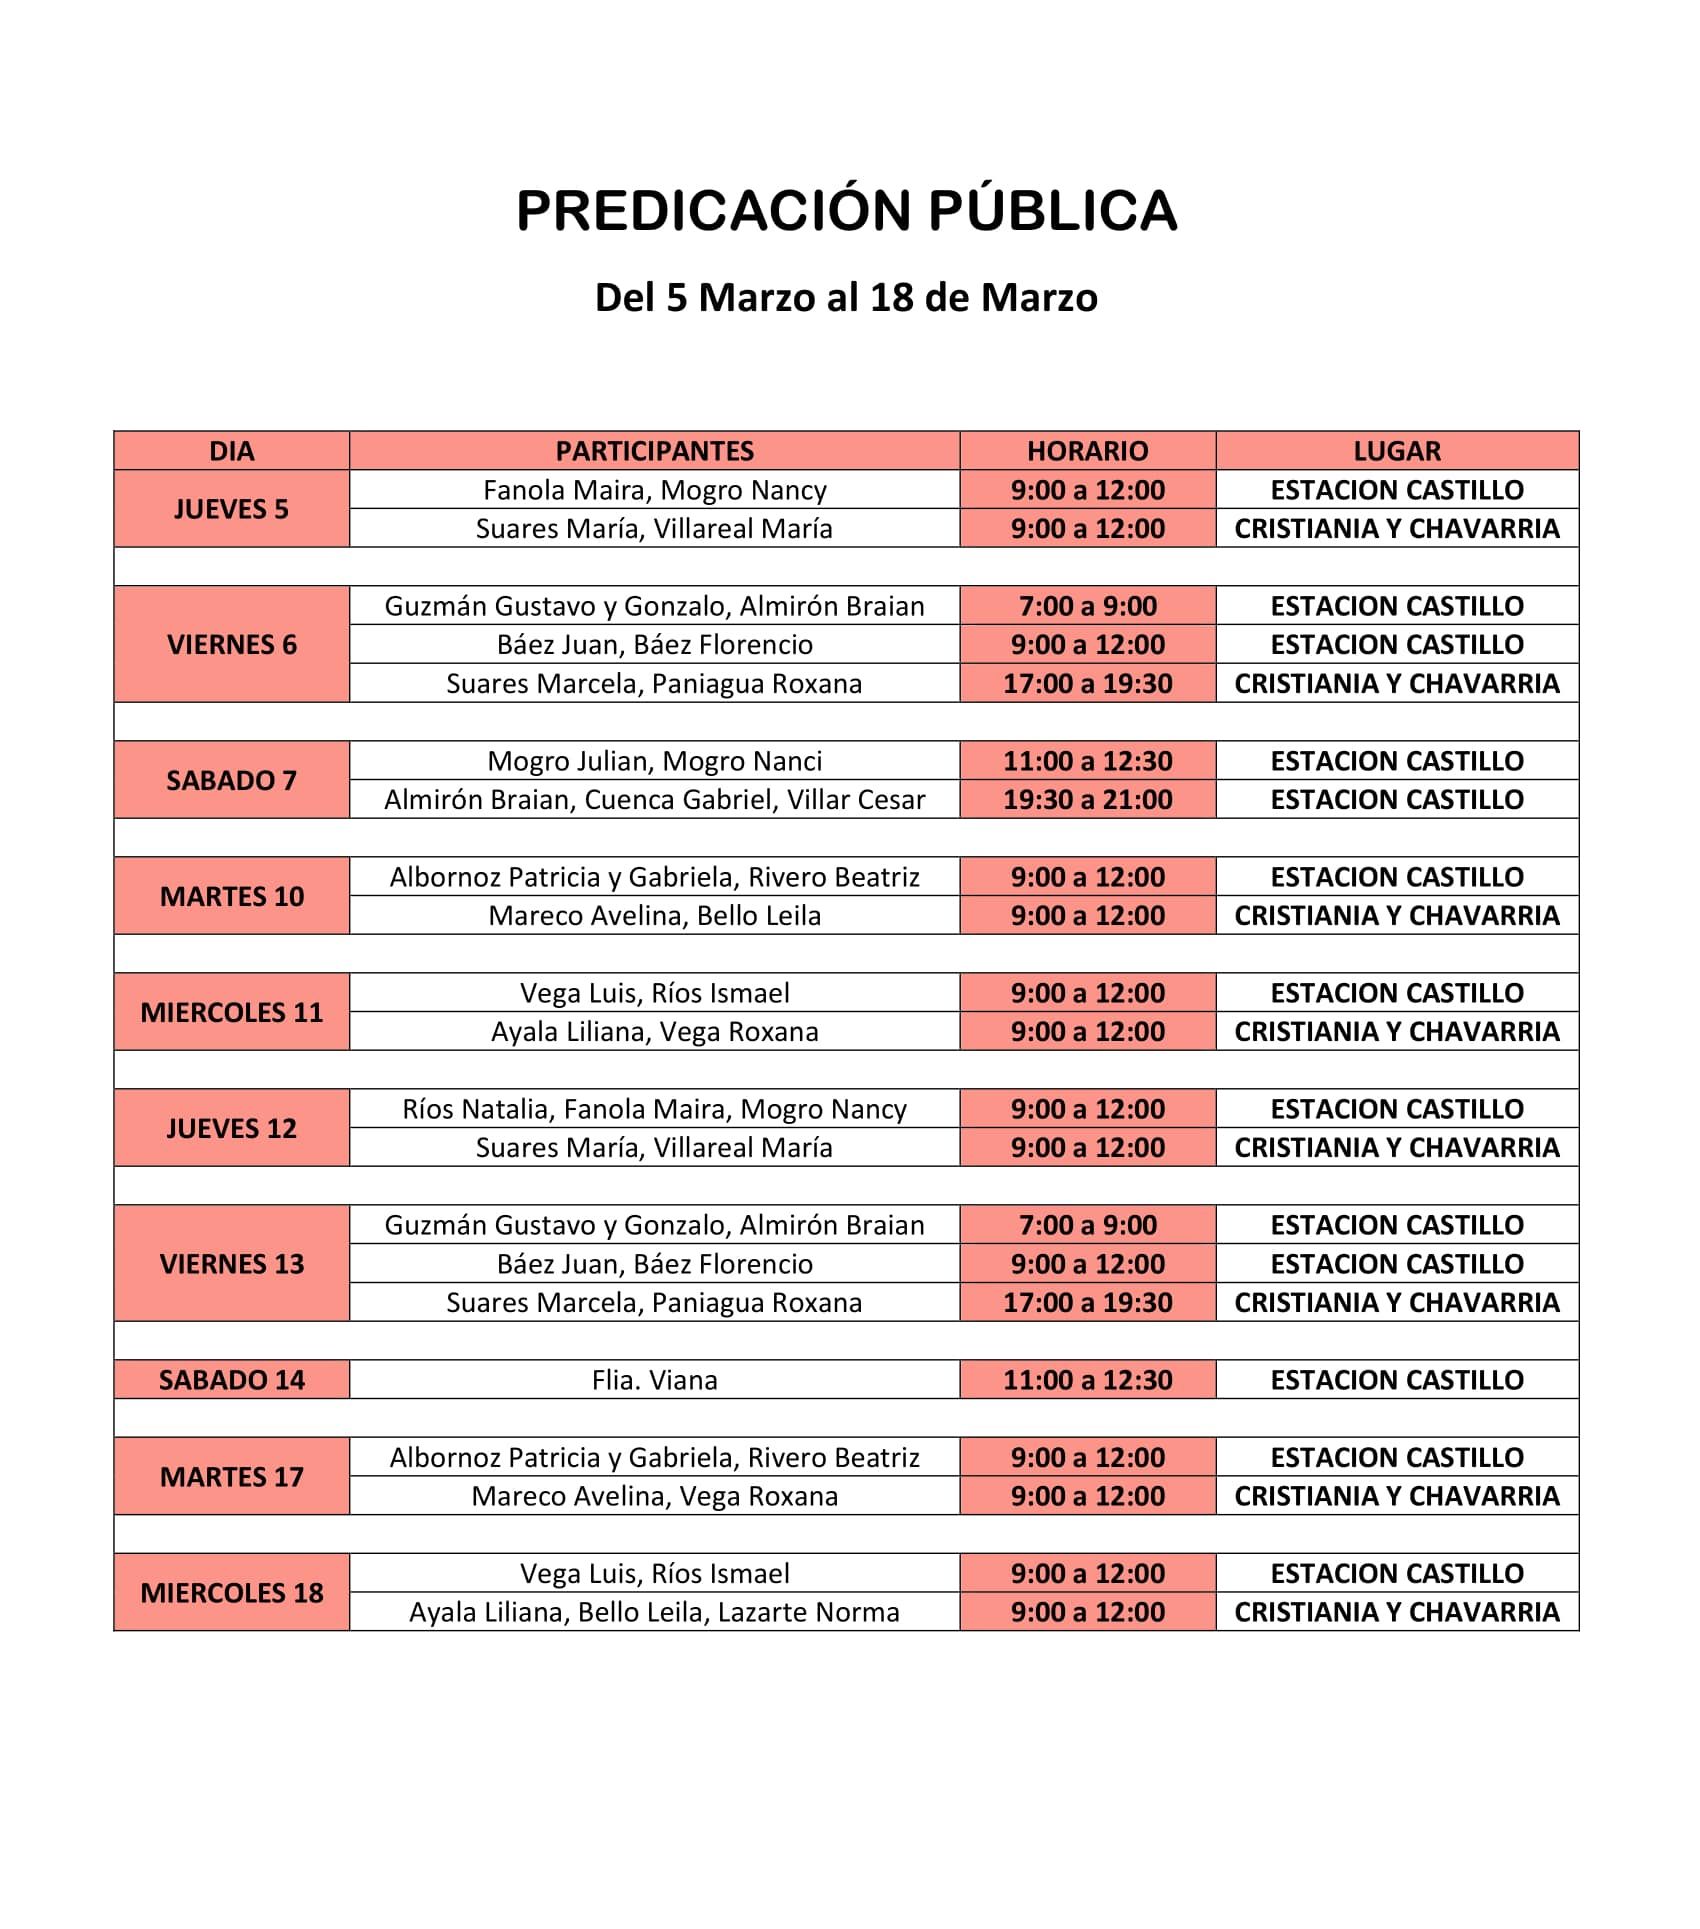 PREDICACIÓN PÚBLICA
Del 5 Marzo al 18 de Marzo
DIA PARTICIPANTES HORARIO LUGAR
JUEVES 5
Fanola Maira, Mogro Nancy 9:00 a 12:00 ESTACION CASTILLO
Suares María, Villareal María 9:00 a 12:00 CRISTIANIA Y CHAVARRIA
VIERNES 6
Guzmán Gustavo y Gonzalo, Almirón Braian 7:00 a 9:00 ESTACION CASTILLO
Báez Juan, Báez Florencio 9:00 a 12:00 ESTACION CASTILLO
Suares Marcela, Paniagua Roxana 17:00 a 19:30 CRISTIANIA Y CHAVARRIA
SABADO 7
Mogro Julian, Mogro Nanci 11:00 a 12:30 ESTACION CASTILLO
Almirón Braian, Cuenca Gabriel, Villar Cesar 19:30 a 21:00 ESTACION CASTILLO
MARTES 10
Albornoz Patricia y Gabriela, Rivero Beatriz 9:00 a 12:00 ESTACION CASTILLO
Mareco Avelina, Bello Leila 9:00 a 12:00 CRISTIANIA Y CHAVARRIA
MIERCOLES 11
Vega Luis, Ríos Ismael 9:00 a 12:00 ESTACION CASTILLO
Ayala Liliana, Vega Roxana 9:00 a 12:00 CRISTIANIA Y CHAVARRIA
JUEVES 12
Ríos Natalia, Fanola Maira, Mogro Nancy 9:00 a 12:00 ESTACION CASTILLO
Suares María, Villareal María 9:00 a 12:00 CRISTIANIA Y CHAVARRIA
VIERNES 13
Guzmán Gustavo y Gonzalo, Almirón Braian 7:00 a 9:00 ESTACION CASTILLO
Báez Juan, Báez Florencio 9:00 a 12:00 ESTACION CASTILLO
Suares Marcela, Paniagua Roxana 17:00 a 19:30 CRISTIANIA Y CHAVARRIA
SABADO 14 Flia. Viana 11:00 a 12:30 ESTACION CASTILLO
MARTES 17
Albornoz Patricia y Gabriela, Rivero Beatriz 9:00 a 12:00 ESTACION CASTILLO
Mareco Avelina, Vega Roxana 9:00 a 12:00 CRISTIANIA Y CHAVARRIA
MIERCOLES 18
Vega Luis, Ríos Ismael 9:00 a 12:00 ESTACION CASTILLO
Ayala Liliana, Bello Leila, Lazarte Norma 9:00 a 12:00 CRISTIANIA Y CHAVARRIA